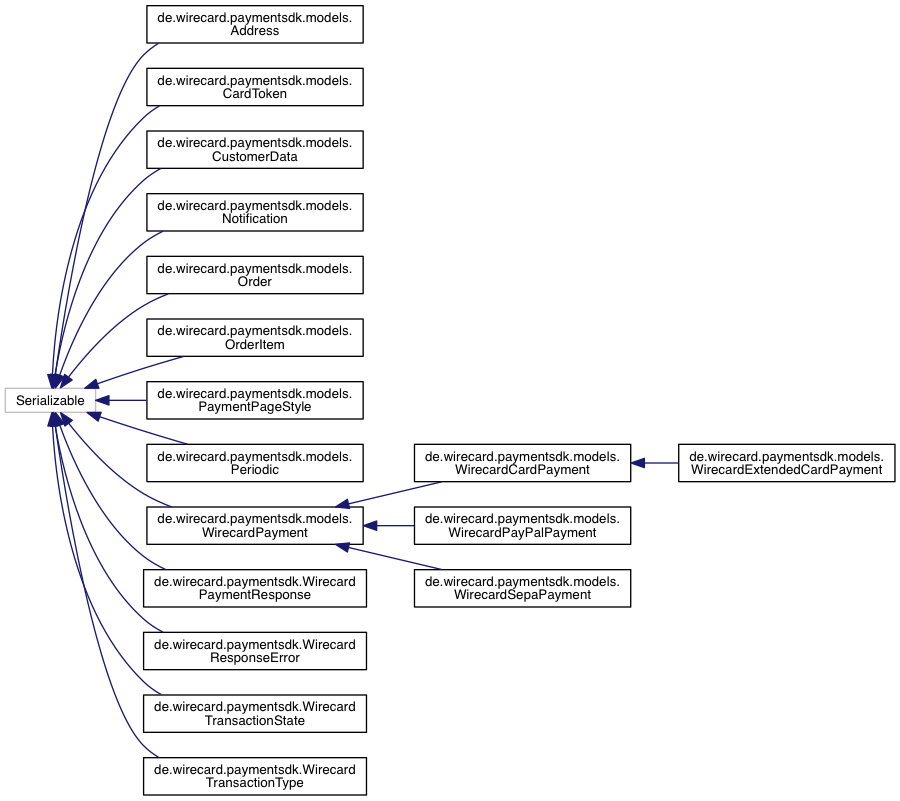 de.wirecard.paymentsdk.models.
Address
de.wirecard.paymentsdk.models.
CardToken
de.wirecard.paymentsdk.models.
CustomerData
de.wirecard.paymentsdk.models.
Notification
de.wirecard.paymentsdk.models.
Order
de.wirecard.paymentsdk.models.
OrderItem
Serializable
de.wirecard.paymentsdk.models.
PaymentPageStyle
de.wirecard.paymentsdk.models.
Periodic
de.wirecard.paymentsdk.models.
WirecardCardPayment
de.wirecard.paymentsdk.models.
WirecardExtendedCardPayment
de.wirecard.paymentsdk.models.
WirecardPayment
de.wirecard.paymentsdk.models.
WirecardPayPalPayment
de.wirecard.paymentsdk.Wirecard
PaymentResponse
de.wirecard.paymentsdk.models.
WirecardSepaPayment
de.wirecard.paymentsdk.Wirecard
ResponseError
de.wirecard.paymentsdk.Wirecard
TransactionState
de.wirecard.paymentsdk.Wirecard
TransactionType